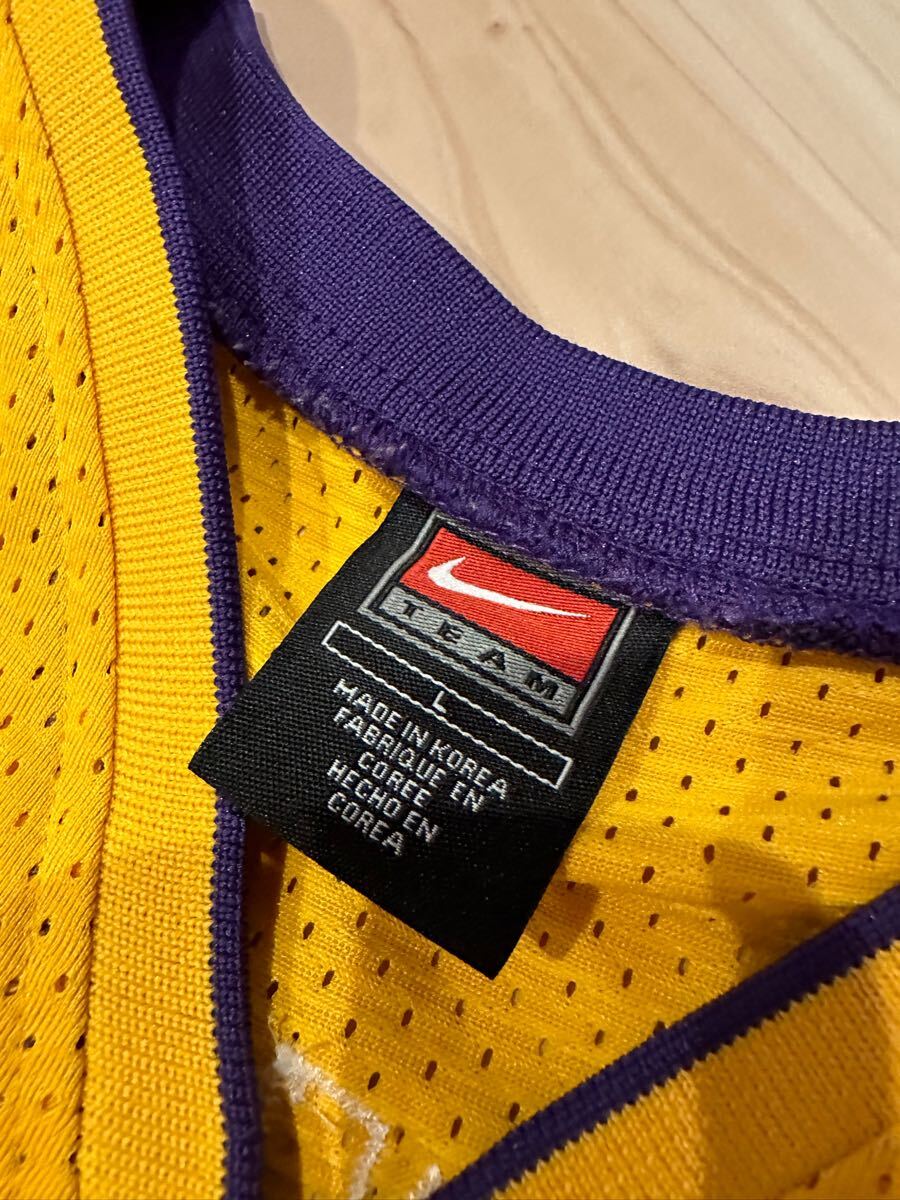 TEAM
L
MADE IN KOREA
FABRIQUE EN
COREE
HECHO EN
COREA